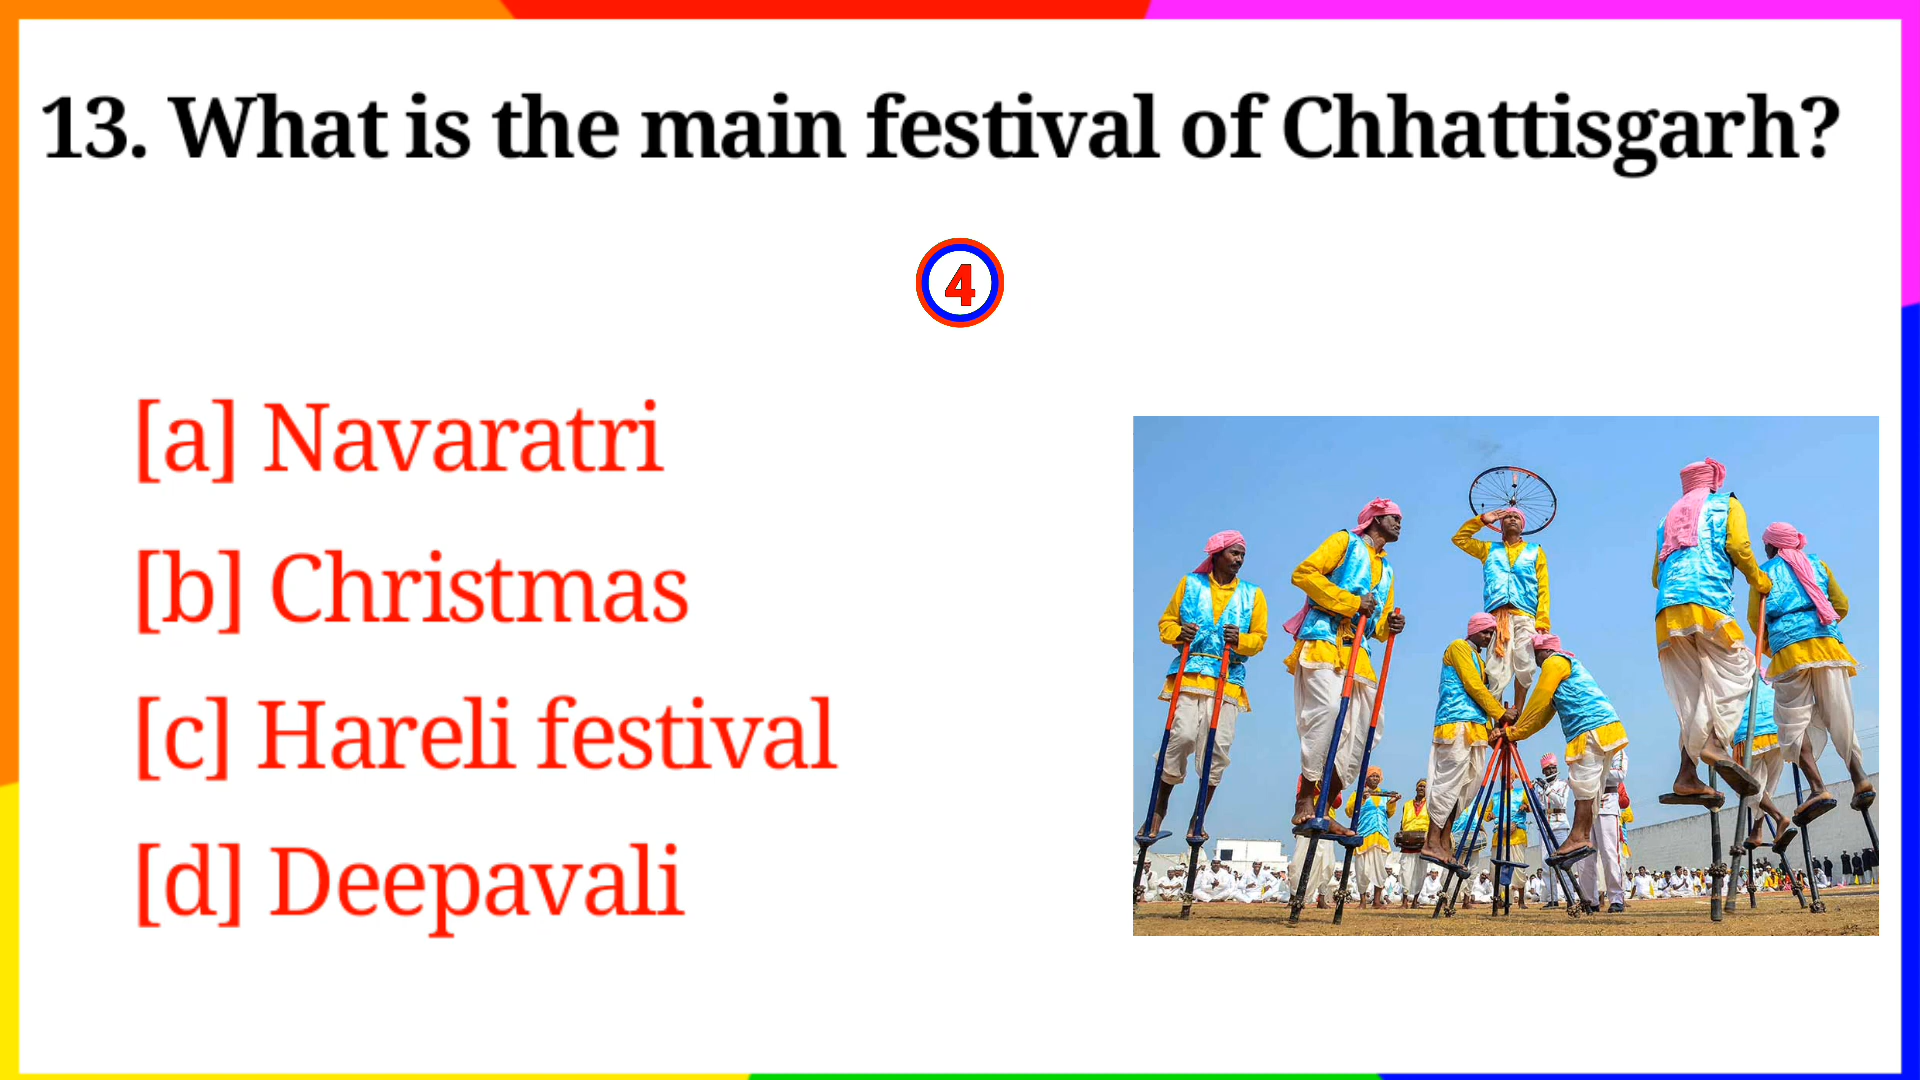 13. What is the main festival of Chhattisgarh?
4
[a] Navaratri
[b] Christmas
[c] Hareli festival
[d] Deepavali